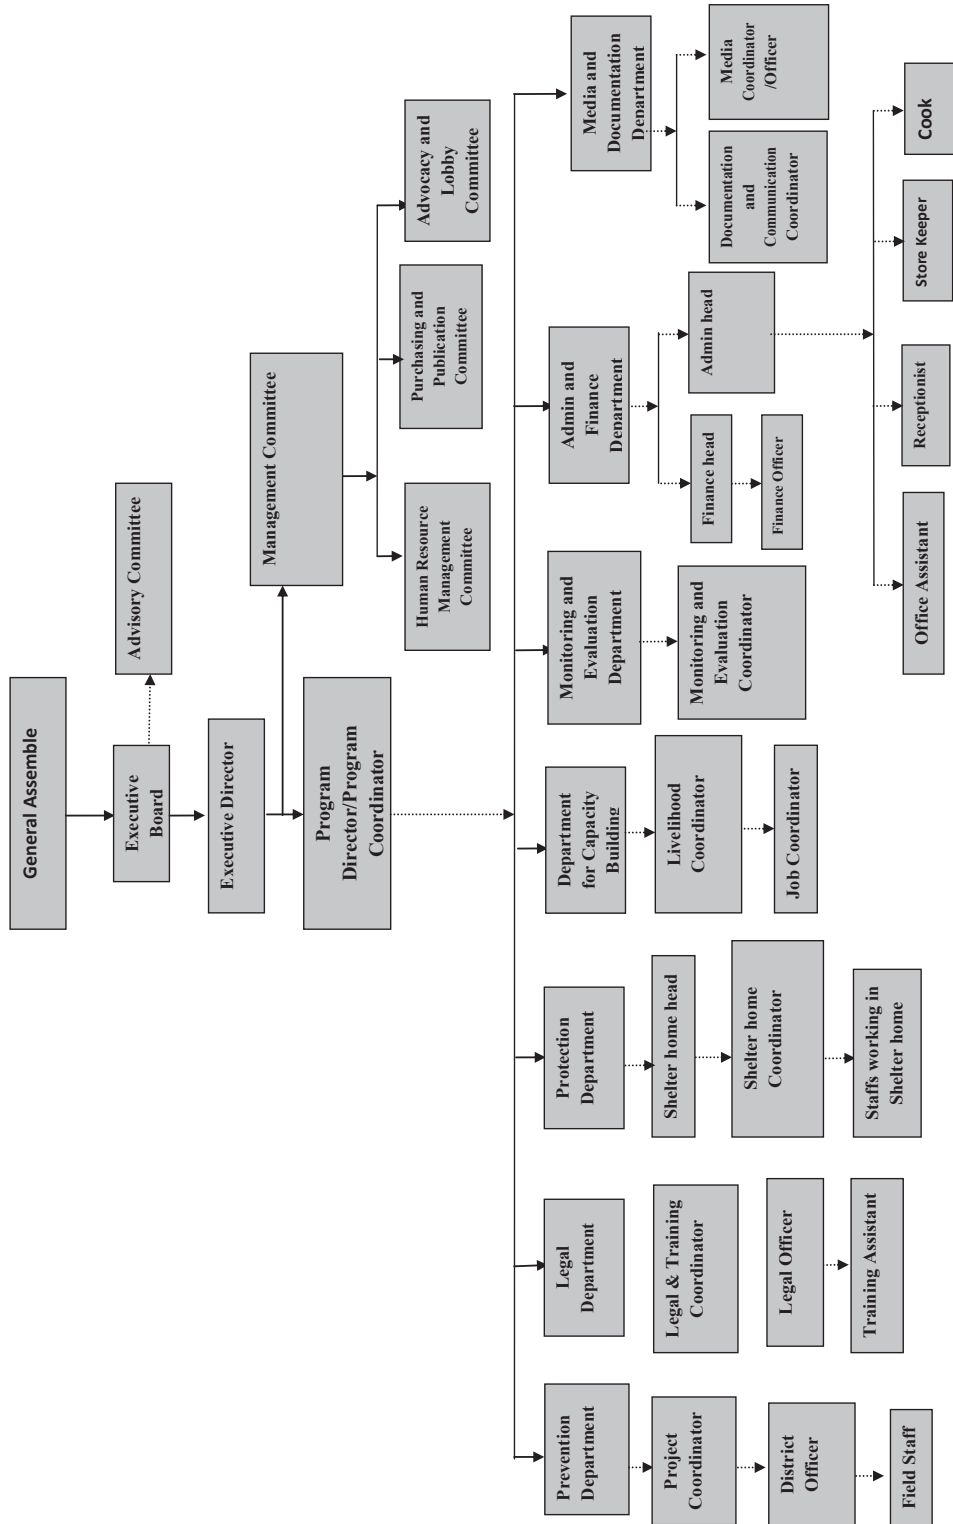 General Assemble
Executive
Board
Advisory Committee
Executive Director
Management Committee
Program
Director/Program
Coordinator
Human Resource
Management
Committee
Purchasing and
Publication
Committee
Advocacy and
Lobby
Committee
Prevention
Department
Legal
Department
Protection
Department
Department
for Capacity
Building
Monitoring and
Evaluation
Department
Admin and
Finance
Denartment
Media and
Documentation
Denartment
Project
Coordinator
Legal & Training
Coordinator
Shelter home head
Livelihood
Coordinator
Monitoring and
Evaluation
Coordinator
Finance head
Admin head
Documentation
and
Communication
Coordinator
Media
Coordinator
/Officer
District
Officer
Legal Officer
Shelter home
Coordinator
Job Coordinator
Finance Officer
Field Staff
Training Assistant
Staffs working in
Shelter home
Office Assistant
Receptionist
Store Keeper
Cook